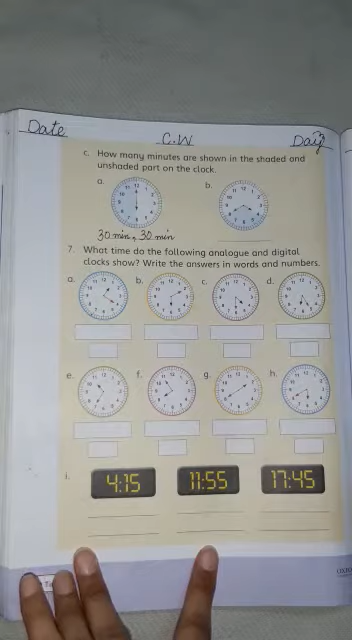 Date C.W Day
c. How many minutes are shown in the shaded and
unshaded part on the clock.
a. b.
30 min, 30 min
7. What time do the following analogue and digital
clocks show? Write the answers in words and numbers.
a. b. c. d.
e. f. g. h.
i. 4:15 11:55 17:45